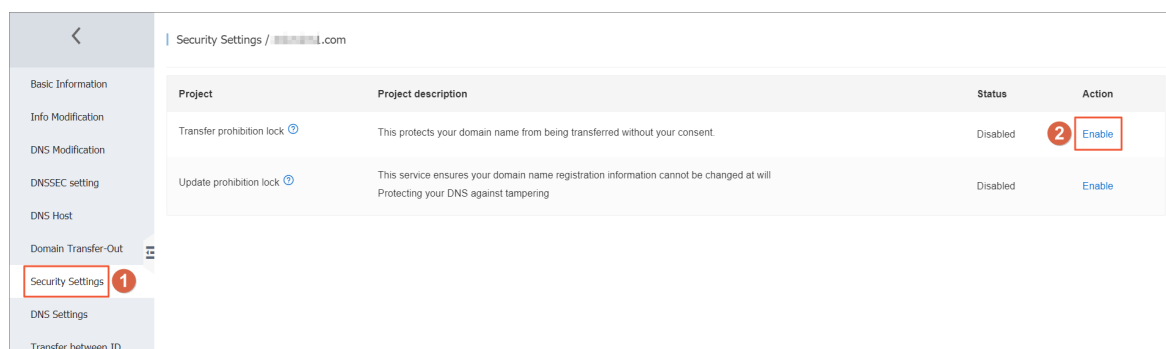 Security Settings / .com
Basic Information
Info Modification
DNS Modification
DNSSEC setting
DNS Host
Domain Transfer-Out
Security Settings 1
DNS Settings
Transfer between ID
Project Project description Status Action
Transfer prohibition lock ? This protects your domain name from being transferred without your consent. Disabled 2 Enable
Update prohibition lock ? This service ensures your domain name registration information cannot be changed at will
Protecting your DNS against tampering
Disabled Enable